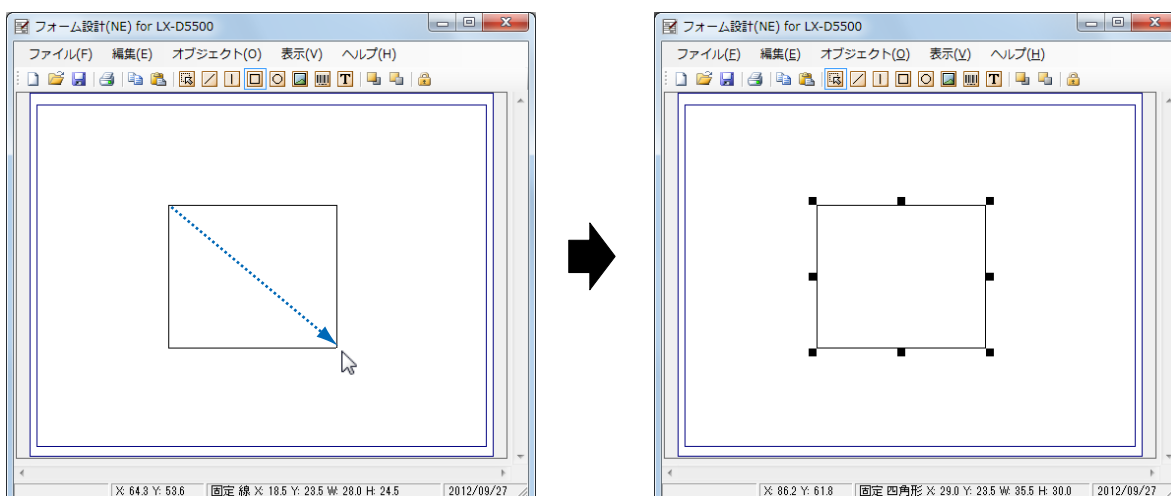 フォーム設計(NE) for LX-D5500
ファイル(F) 編集(E) オブジェクト(O) 表示(V) ヘルプ(H)
T
X: 64.3 Y: 53.6 固定 線 X: 18.5 Y: 23.5 W: 28.0 H: 24.5 2012/09/27
フォーム設計(NE) for LX-D5500
ファイル(F) 編集(E) オブジェクト(O) 表示(V) ヘルプ(H)
T
X: 86.2 Y: 61.8 固定 四角形 X: 29.0 Y: 23.5 W: 35.5 H: 30.0 2012/09/27